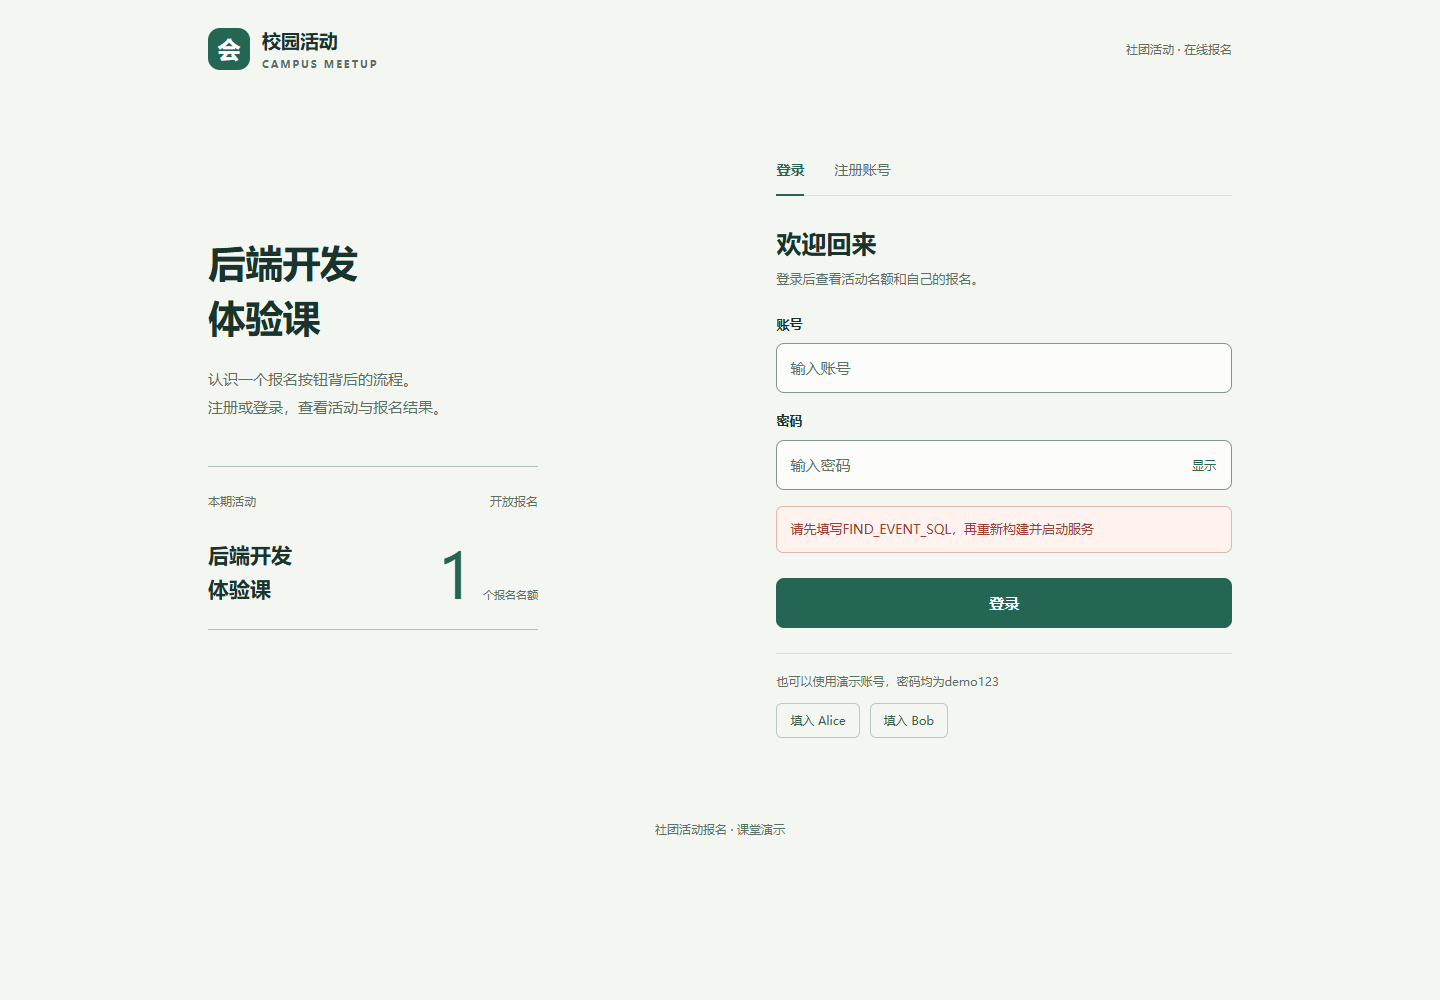 会
校园活动
CAMPUS MEETUP
社团活动 · 在线报名
后端开发
体验课
认识一个报名按钮背后的流程。
注册或登录，查看活动与报名结果。
本期活动
开放报名
后端开发
体验课
1 个报名名额
登录
注册账号
欢迎回来
登录后查看活动名额和自己的报名。
账号
输入账号
密码
输入密码
显示
请先填写FIND_EVENT_SQL，再重新构建并启动服务
登录
也可以使用演示账号，密码均为demo123
填入 Alice
填入 Bob
社团活动报名 · 课堂演示